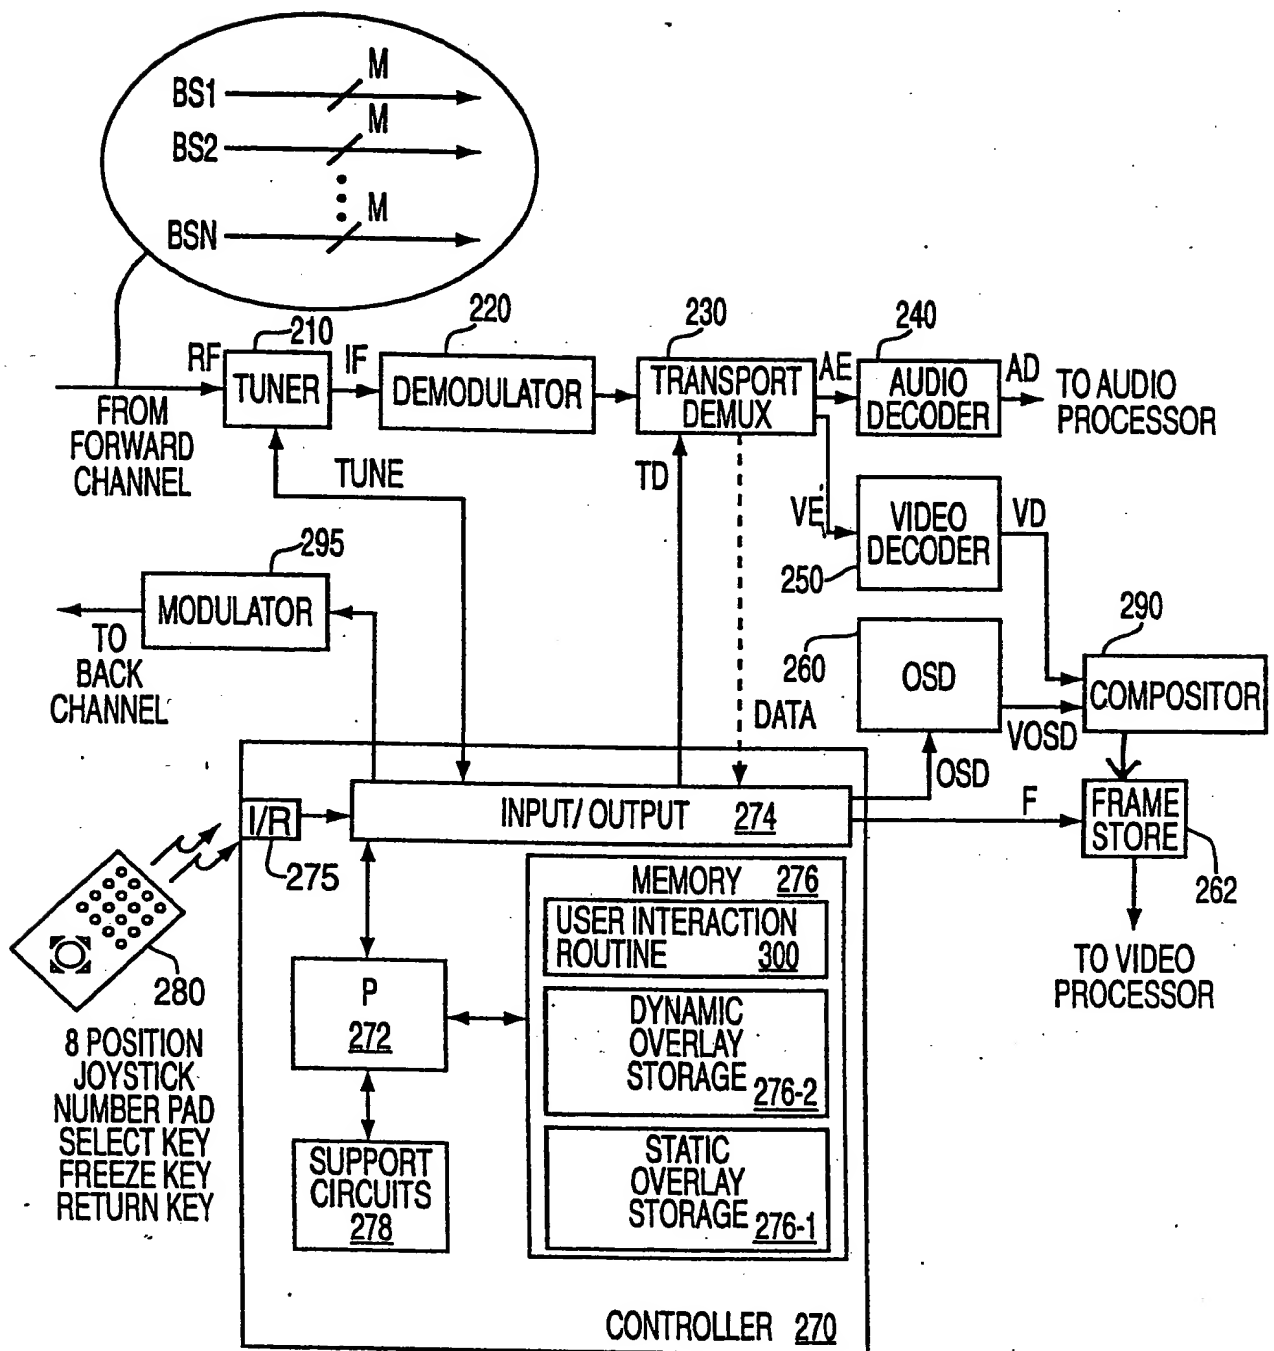 M
BS1
M
BS2
M
BSN
210
220
230
240
RF
TUNER
IF
DEMODULATOR
TRANSPORT
DEMUX
AE
AUDIO
DECODER
AD
TO AUDIO
PROCESSOR
FROM
FORWARD
CHANNEL
TUNE
TD
VE
VIDEO
DECODER
VD
250
295
MODULATOR
TO
BACK
CHANNEL
260
OSD
290
COMPOSITOR
DATA
VOSD
OSD
I/R
275
INPUT/OUTPUT 274
F
FRAME
STORE
262
TO VIDEO
PROCESSOR
280
8 POSITION
JOYSTICK
NUMBER PAD
SELECT KEY
FREEZE KEY
RETURN KEY
P
272
SUPPORT
CIRCUITS
278
MEMORY 276
USER INTERACTION
ROUTINE 300
DYNAMIC
OVERLAY
STORAGE 276-2
STATIC
OVERLAY
STORAGE 276-1
CONTROLLER 270